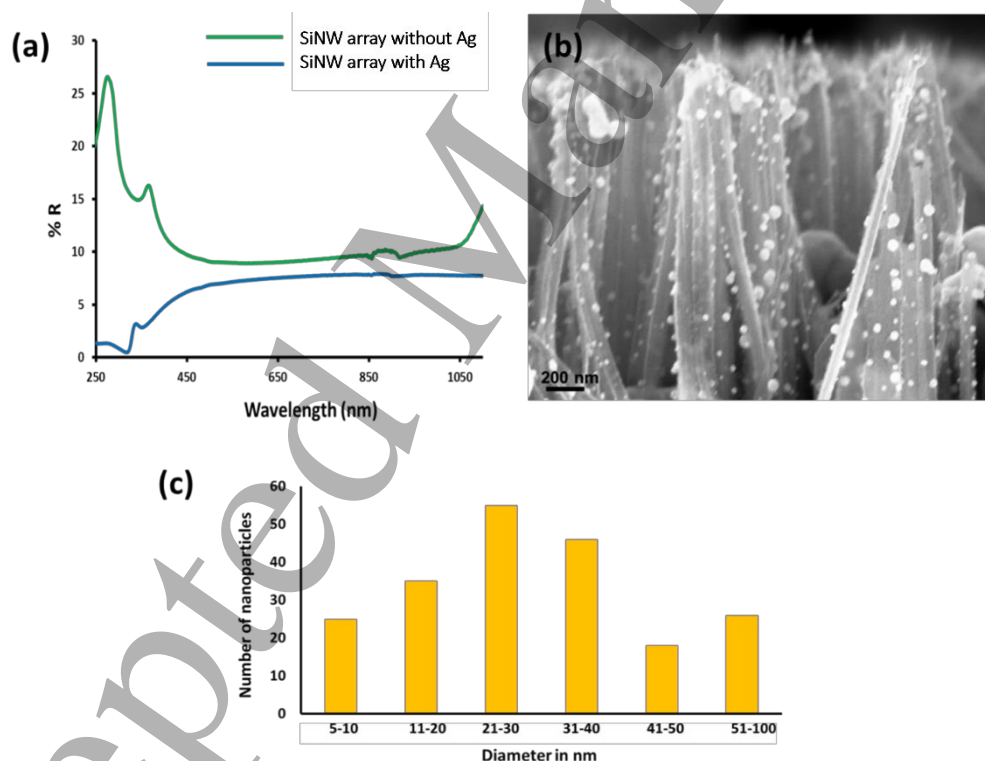 (a)
30
25
20
15
10
5
0
% R
SiNW array without Ag
SiNW array with Ag
250 450 650 850 1050
Wavelength (nm)
(b)
200 nm
(c)
60
50
40
30
20
10
0
Number of nanoparticles
5-10 11-20 21-30 31-40 41-50 51-100
Diameter in nm
pted Man